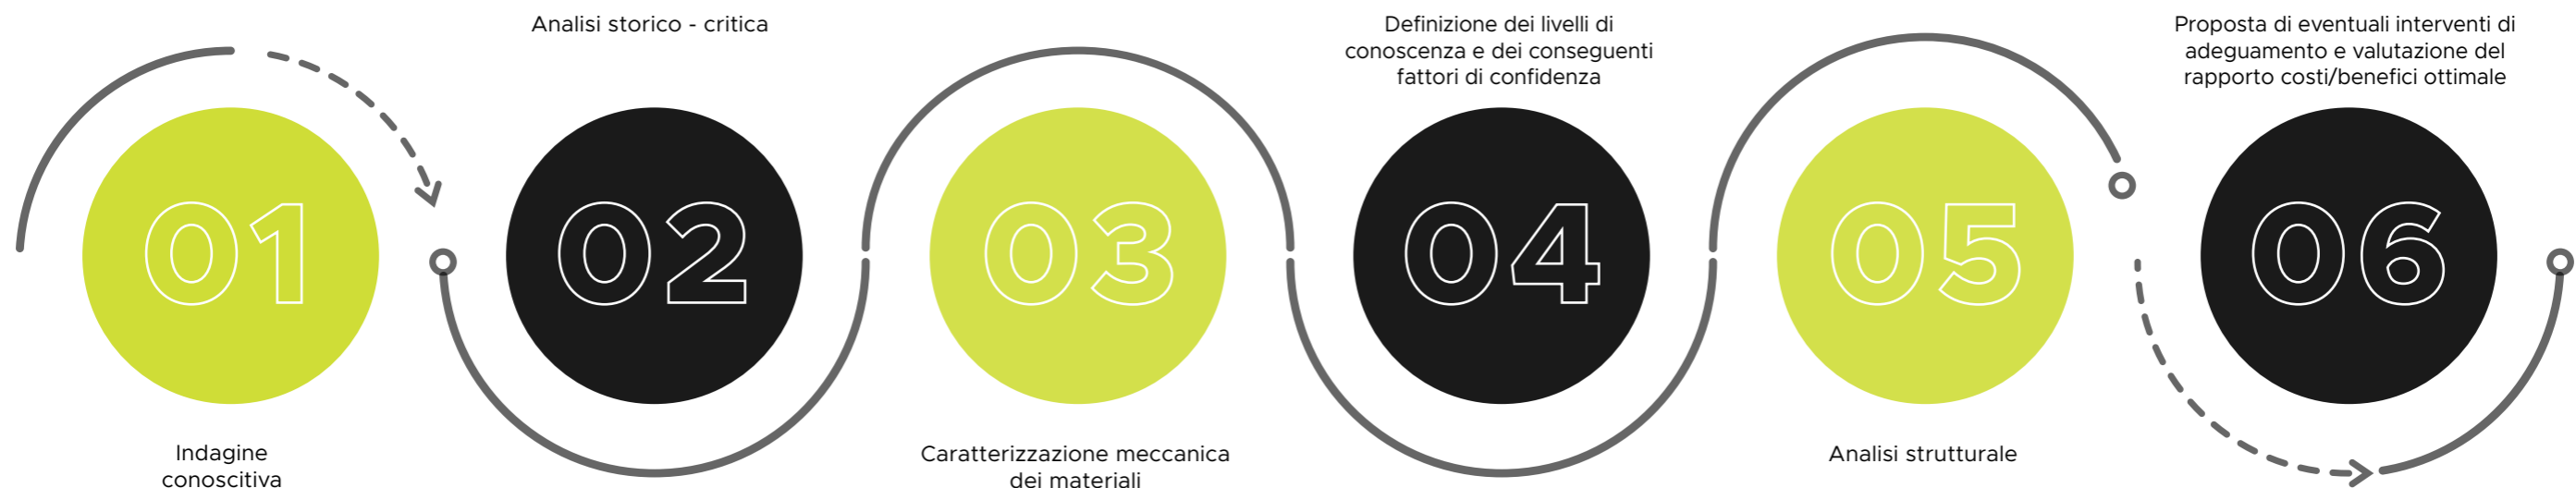 01
Indagine
conoscitiva
Analisi storico - critica
02
03
Caratterizzazione meccanica
dei materiali
Definizione dei livelli di
conoscenza e dei conseguenti
fattori di confidenza
04
05
Analisi strutturale
Proposta di eventuali interventi di
adeguamento e valutazione del
rapporto costi/benefici ottimale
06